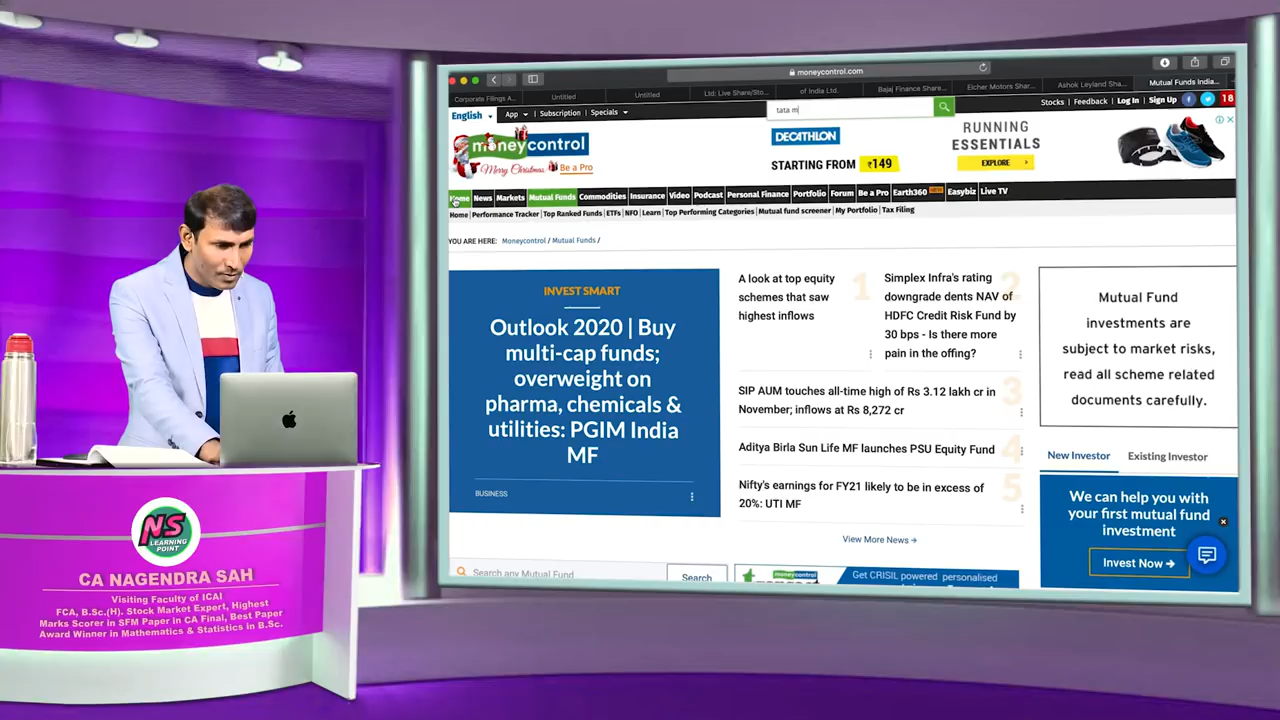 moneycontrol.com
Corporate Filings A...
Untitled
Untitled
Ltd: Live Share/Sto...
of India Ltd.
Bajaj Finance Share...
Eicher Motors Shar...
Ashok Leyland Sha...
Mutual Funds India...
English
App
Subscription
Specials
tata m
Stocks | Feedback | Log In | Sign Up
18
moneycontrol
Merry Christmas
Be a Pro
DECATHLON
STARTING FROM ₹149
RUNNING
ESSENTIALS
EXPLORE
Home News Markets Mutual Funds Commodities Insurance Video Podcast Personal Finance Portfolio Forum Be a Pro Earth360 NEW Easybiz Live TV
Home | Performance Tracker | Top Ranked Funds | ETFs | NFO | Learn | Top Performing Categories | Mutual fund screener | My Portfolio | Tax Filing
YOU ARE HERE: Moneycontrol / Mutual Funds /
INVEST SMART
Outlook 2020 | Buy
multi-cap funds;
overweight on
pharma, chemicals &
utilities: PGIM India
MF
BUSINESS
A look at top equity
schemes that saw
highest inflows
1
Simplex Infra's rating
downgrade dents NAV of
HDFC Credit Risk Fund by
30 bps - Is there more
pain in the offing?
2
SIP AUM touches all-time high of Rs 3.12 lakh cr in
November; inflows at Rs 8,272 cr
3
Aditya Birla Sun Life MF launches PSU Equity Fund
4
Nifty's earnings for FY21 likely to be in excess of
20%: UTI MF
5
View More News →
Search any Mutual Fund
Search
moneycontrol
Get CRISIL powered personalised
Mutual Fund
investments are
subject to market risks,
read all scheme related
documents carefully.
New Investor
Existing Investor
We can help you with
your first mutual fund
investment
Invest Now →
NS
LEARNING
POINT
CA NAGENDRA SAH
Visiting Faculty of ICAI
FCA, B.Sc.(H). Stock Market Expert, Highest
Marks Scorer in SFM Paper in CA Final, Best Paper
Award Winner in Mathematics & Statistics in B.Sc.